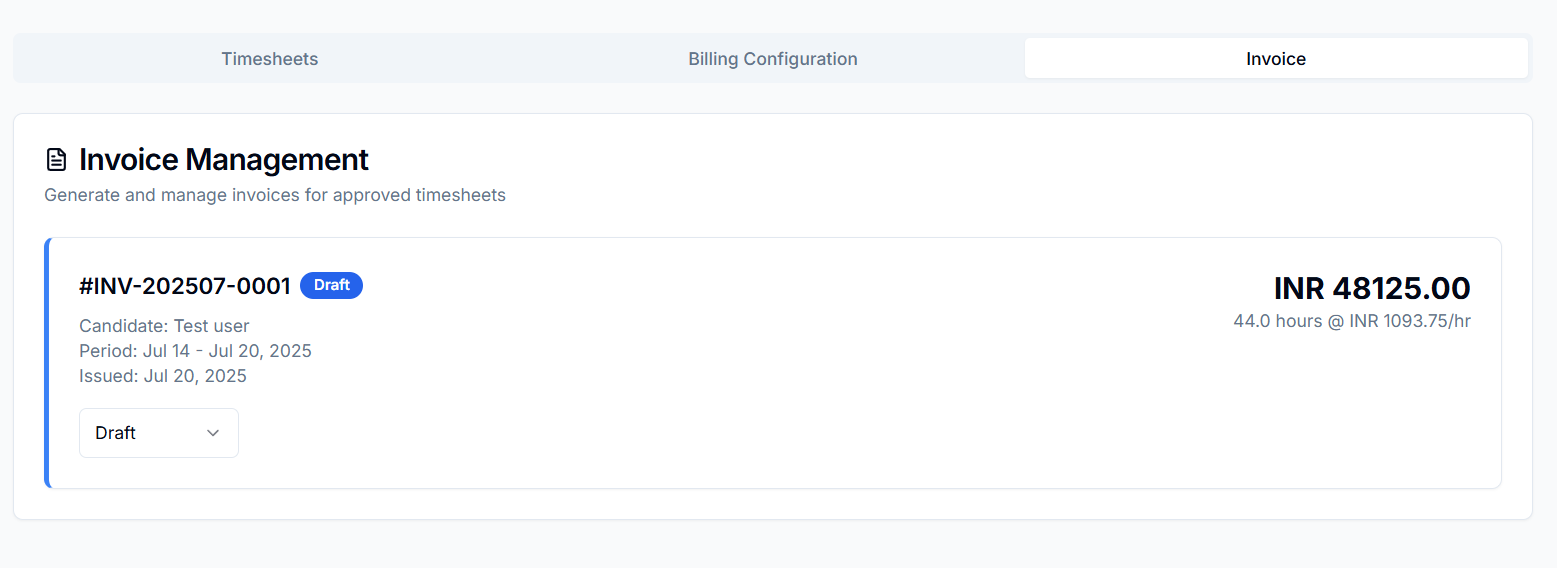 Timesheets Billing Configuration Invoice
Invoice Management
Generate and manage invoices for approved timesheets
#INV-202507-0001 Draft
INR 48125.00
44.0 hours @ INR 1093.75/hr
Candidate: Test user
Period: Jul 14 - Jul 20, 2025
Issued: Jul 20, 2025
Draft